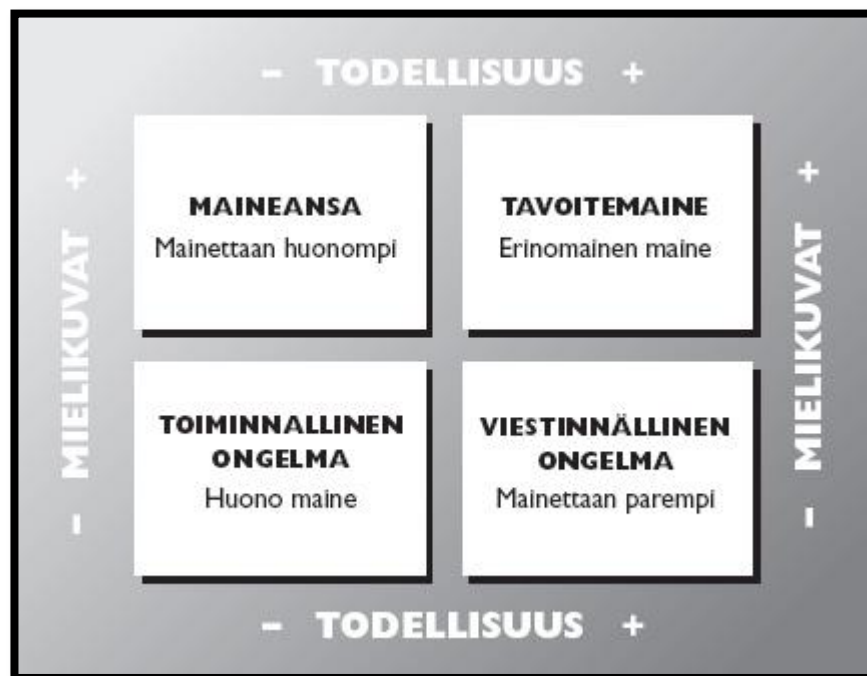 - TODELLISUUS +
+
- MIELIKUVAT
MAINEANSA
Mainettaan huonompi
TAVOITEMAINE
Erinomainen maine
+
- MIELIKUVAT
TOIMINNALLINEN
ONGELMA
Huono maine
VIESTINNÄLLINEN
ONGELMA
Mainettaan parempi
- TODELLISUUS +